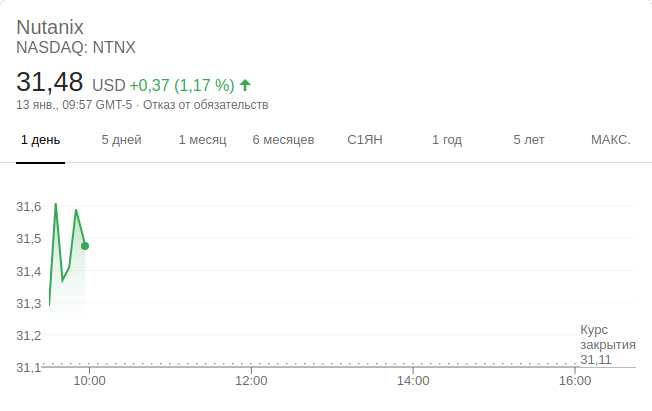 Nutanix
NASDAQ: NTNX
31,48 USD +0,37 (1,17 %)
13 янв., 09:57 GMT-5 · Отказ от обязательств
1 день 5 дней 1 месяц 6 месяцев С1ЯН 1 год 5 лет МАКС.
31,6
31,5
31,4
31,3
31,2
31,1
Курс
закрытия
31,11
10:00 12:00 14:00 16:00